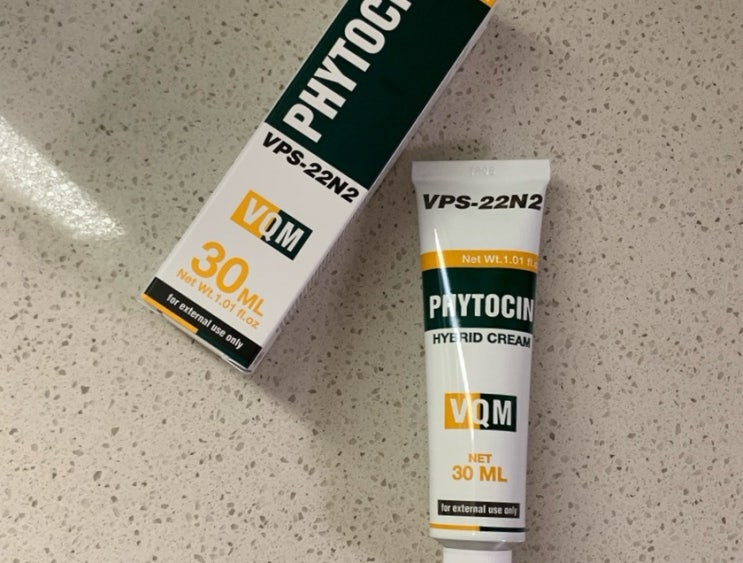 PHYTOCI
VPS-22N2
VQM
30ML
Net Wt.1.01 fl.oz
for external use only
VPS-22N2
Net Wt.1.01 fl.o
PHYTOCIN
HYBRID CREAM
VQM
NET
30 ML
for external use only